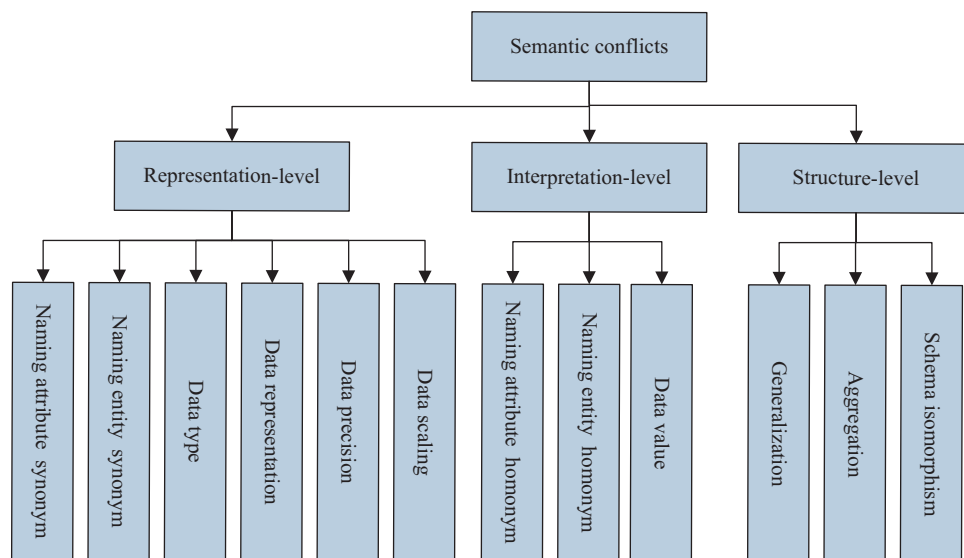 Semantic conflicts
Representation-level
Interpretation-level
Structure-level
Naming attribute synonym
Naming entity synonym
Data type
Data representation
Data precision
Data scaling
Naming attribute homonym
Naming entity homonym
Data value
Generalization
Aggregation
Schema isomorphism